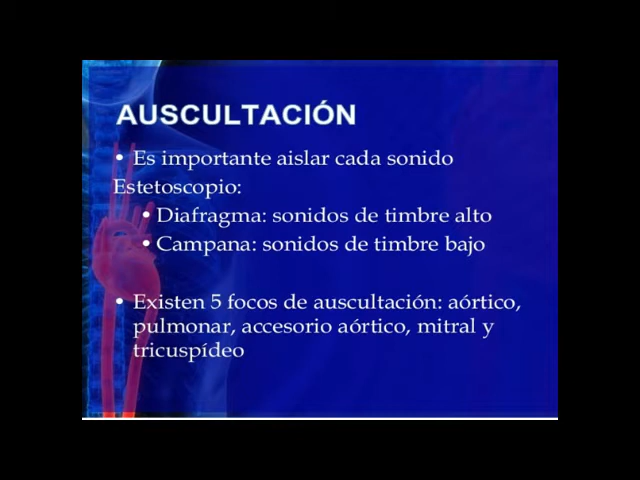 AUSCULTACIÓN
• Es importante aislar cada sonido
Estetoscopio:
• Diafragma: sonidos de timbre alto
• Campana: sonidos de timbre bajo
• Existen 5 focos de auscultación: aórtico,
pulmonar, accesorio aórtico, mitral y
tricuspídeo